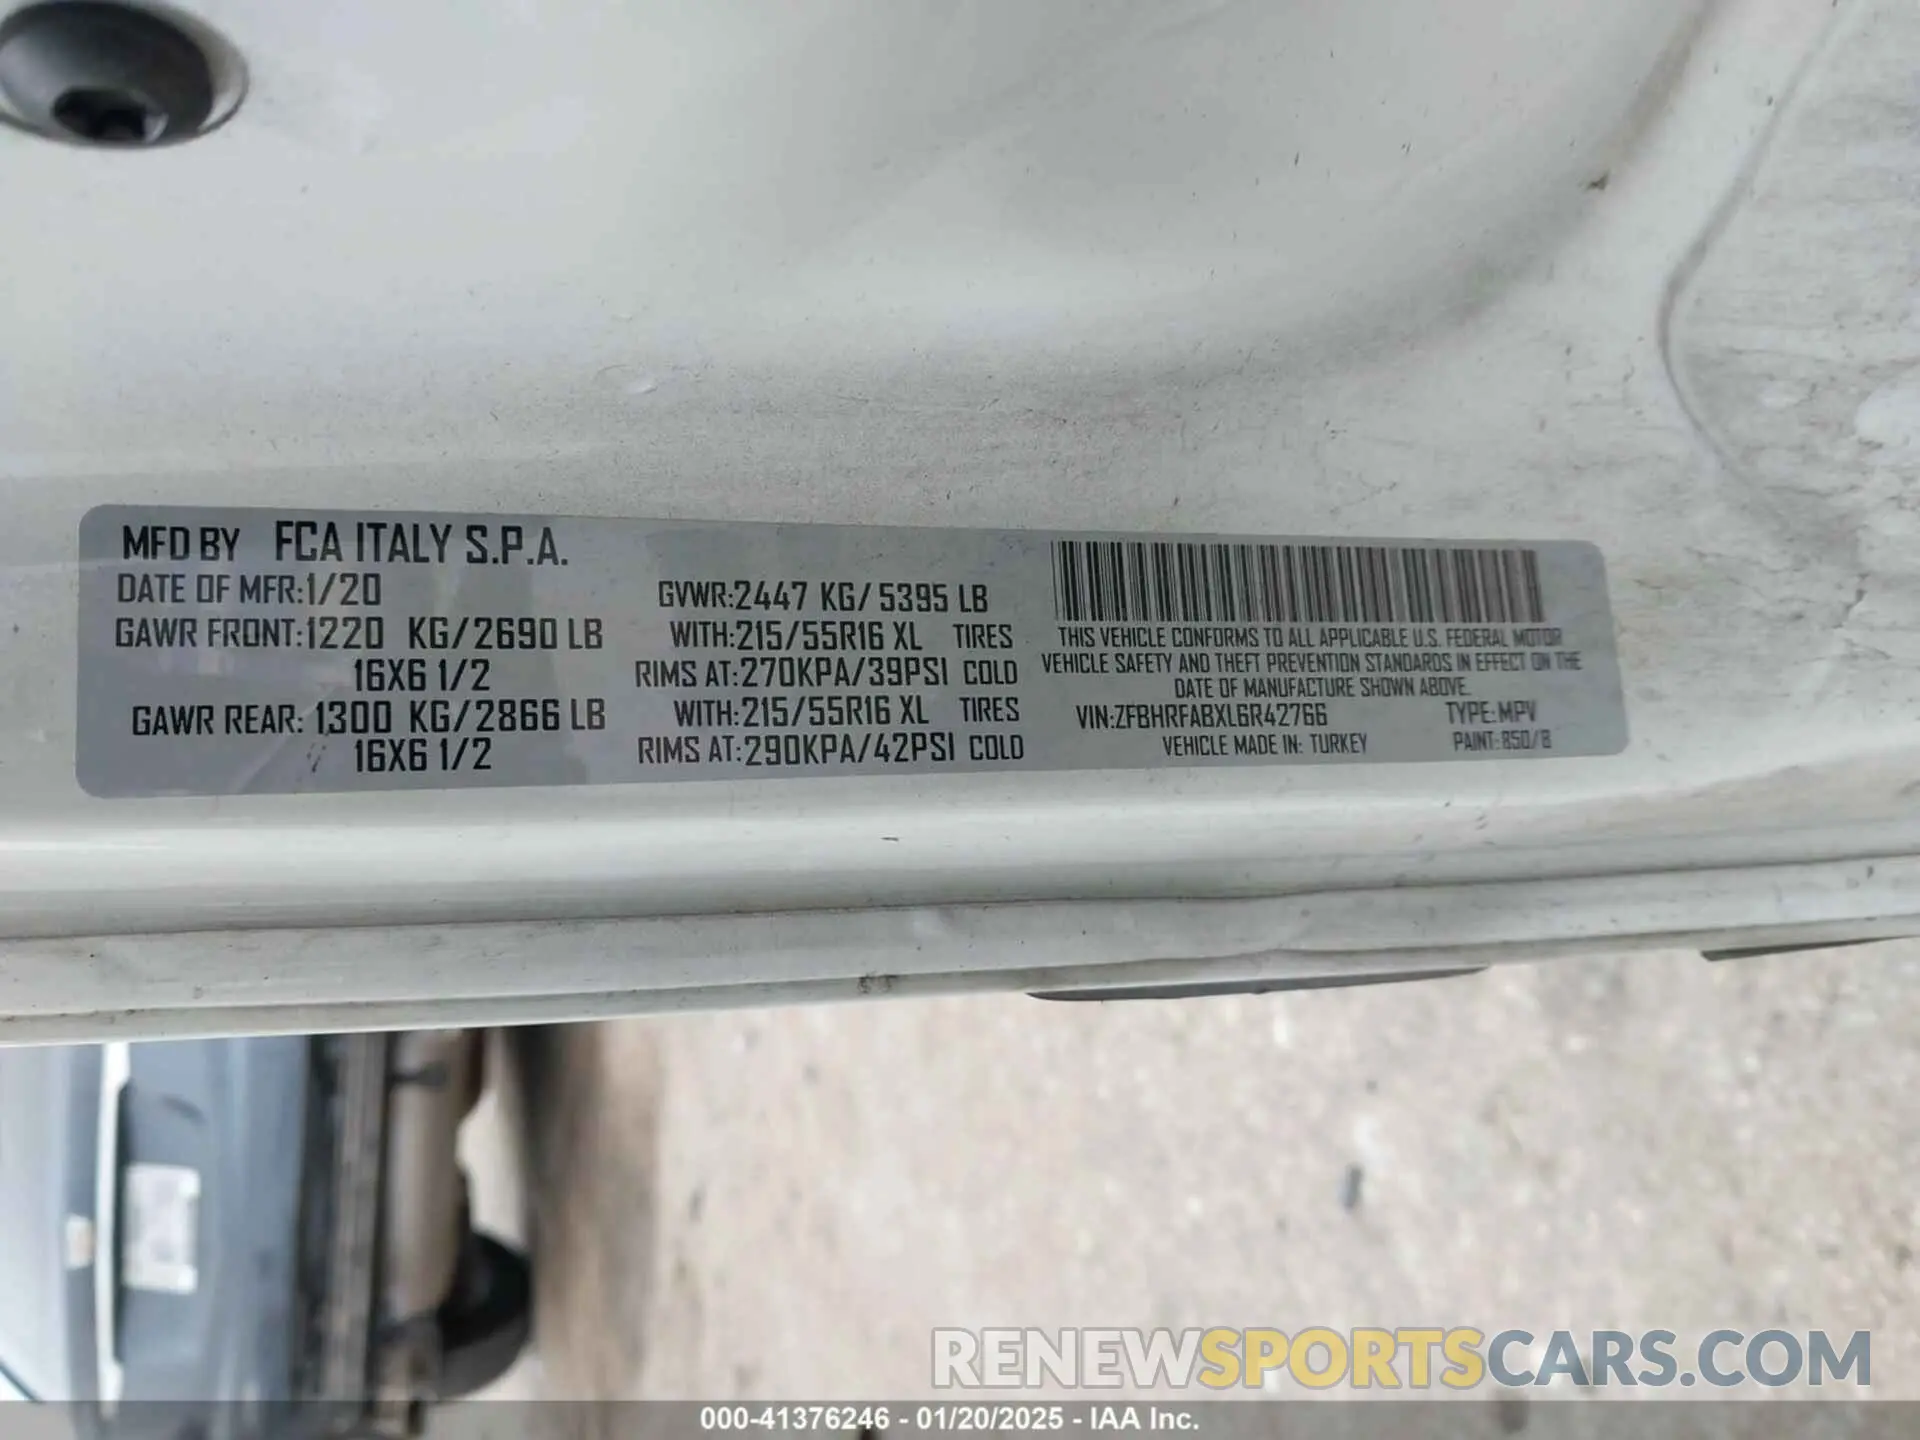 MFD BY FCA ITALY S.P.A.
DATE OF MFR:1/20
GAWR FRONT:1220 KG/2690 LB
16X6 1/2
GAWR REAR: 1300 KG/2866 LB
16X6 1/2
GVWR:2447 KG/ 5395 LB
WITH:215/55R16 XL TIRES
RIMS AT:270KPA/39PSI COLD
WITH:215/55R16 XL TIRES
RIMS AT:290KPA/42PSI COLD
THIS VEHICLE CONFORMS TO ALL APPLICABLE U.S. FEDERAL MOTOR
VEHICLE SAFETY AND THEFT PREVENTION STANDARDS IN EFFECT ON THE
DATE OF MANUFACTURE SHOWN ABOVE.
VIN:ZFBHRFABXL6R42766 TYPE:MPV
VEHICLE MADE IN: TURKEY PAINT:850/B
RENEWSPORTSCARS.COM
000-41376246 - 01/20/2025 - IAA Inc.